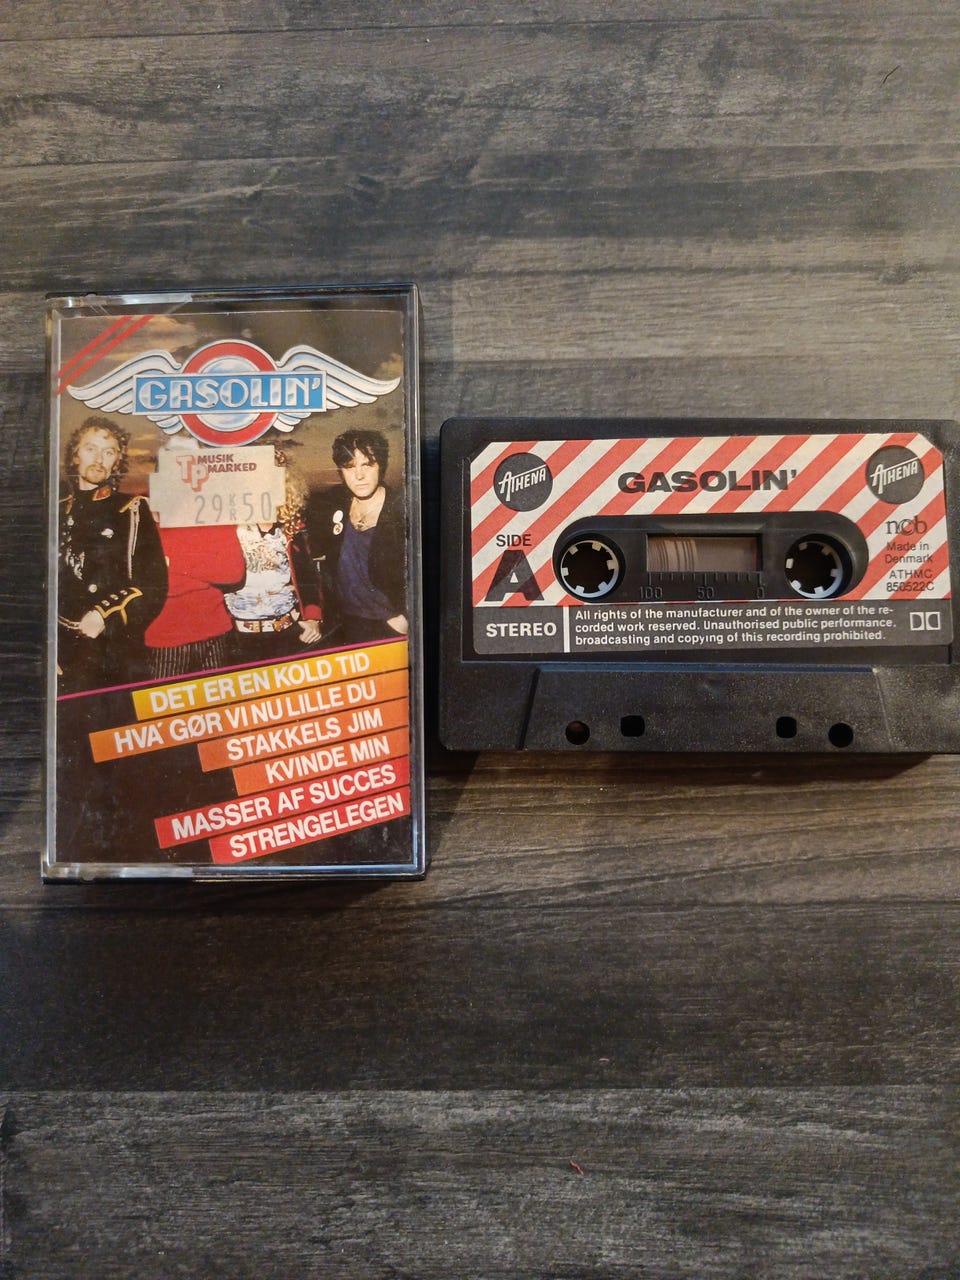 GASOLIN'
TP MUSIK
MARKED
29 KR 50
DET ER EN KOLD TID
HVA' GØR VI NU LILLE DU
STAKKELS JIM
KVINDE MIN
MASSER AF SUCCES
STRENGELEGEN
ATHENA
GASOLIN'
ATHENA
SIDE
A
ncb
Made in
Denmark
ATHMC
850522C
100 50 0
STEREO
All rights of the manufacturer and of the owner of the re-
corded work reserved. Unauthorised public performance,
broadcasting and copying of this recording prohibited.